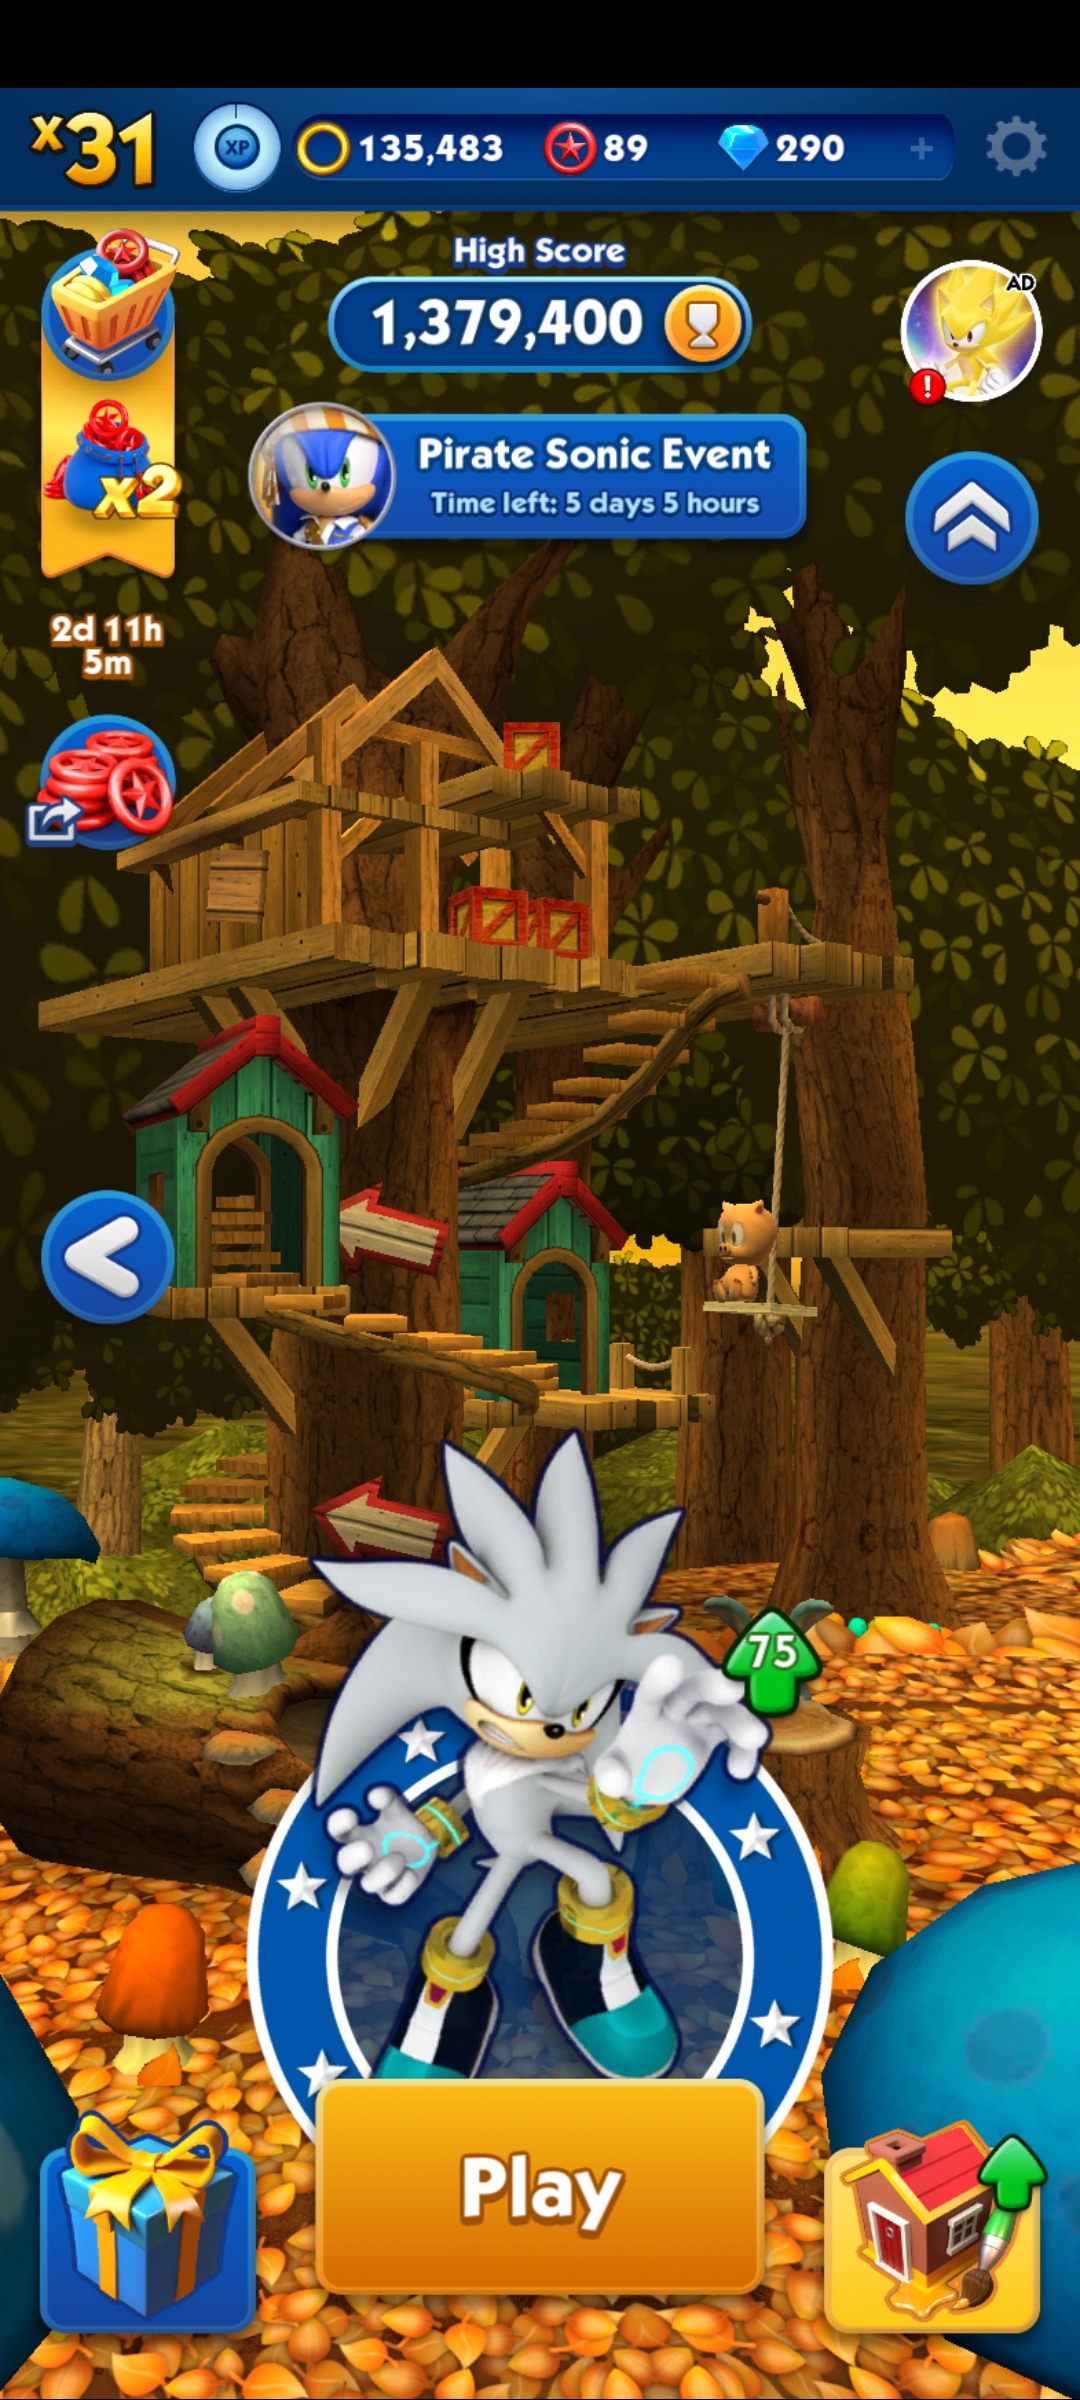 x31
XP
135,483
89
290
+
High Score
1,379,400
AD
!
Pirate Sonic Event
Time left: 5 days 5 hours
x2
2d 11h
5m
75
Play